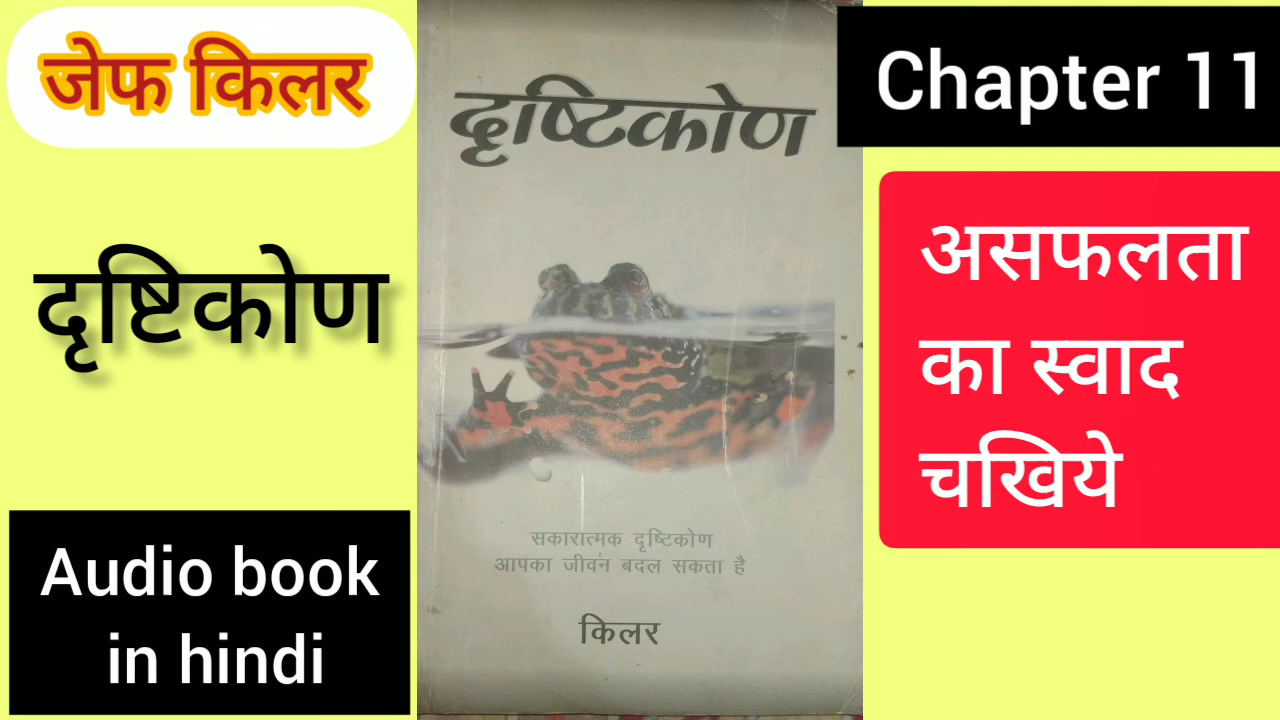 जेफ किलर
दृष्टिकोण
Audio book
in hindi
दृष्टिकोण
सकारात्मक दृष्टिकोण
आपका जीवन बदल सकता है
किलर
Chapter 11
असफलता
का स्वाद
चखिये